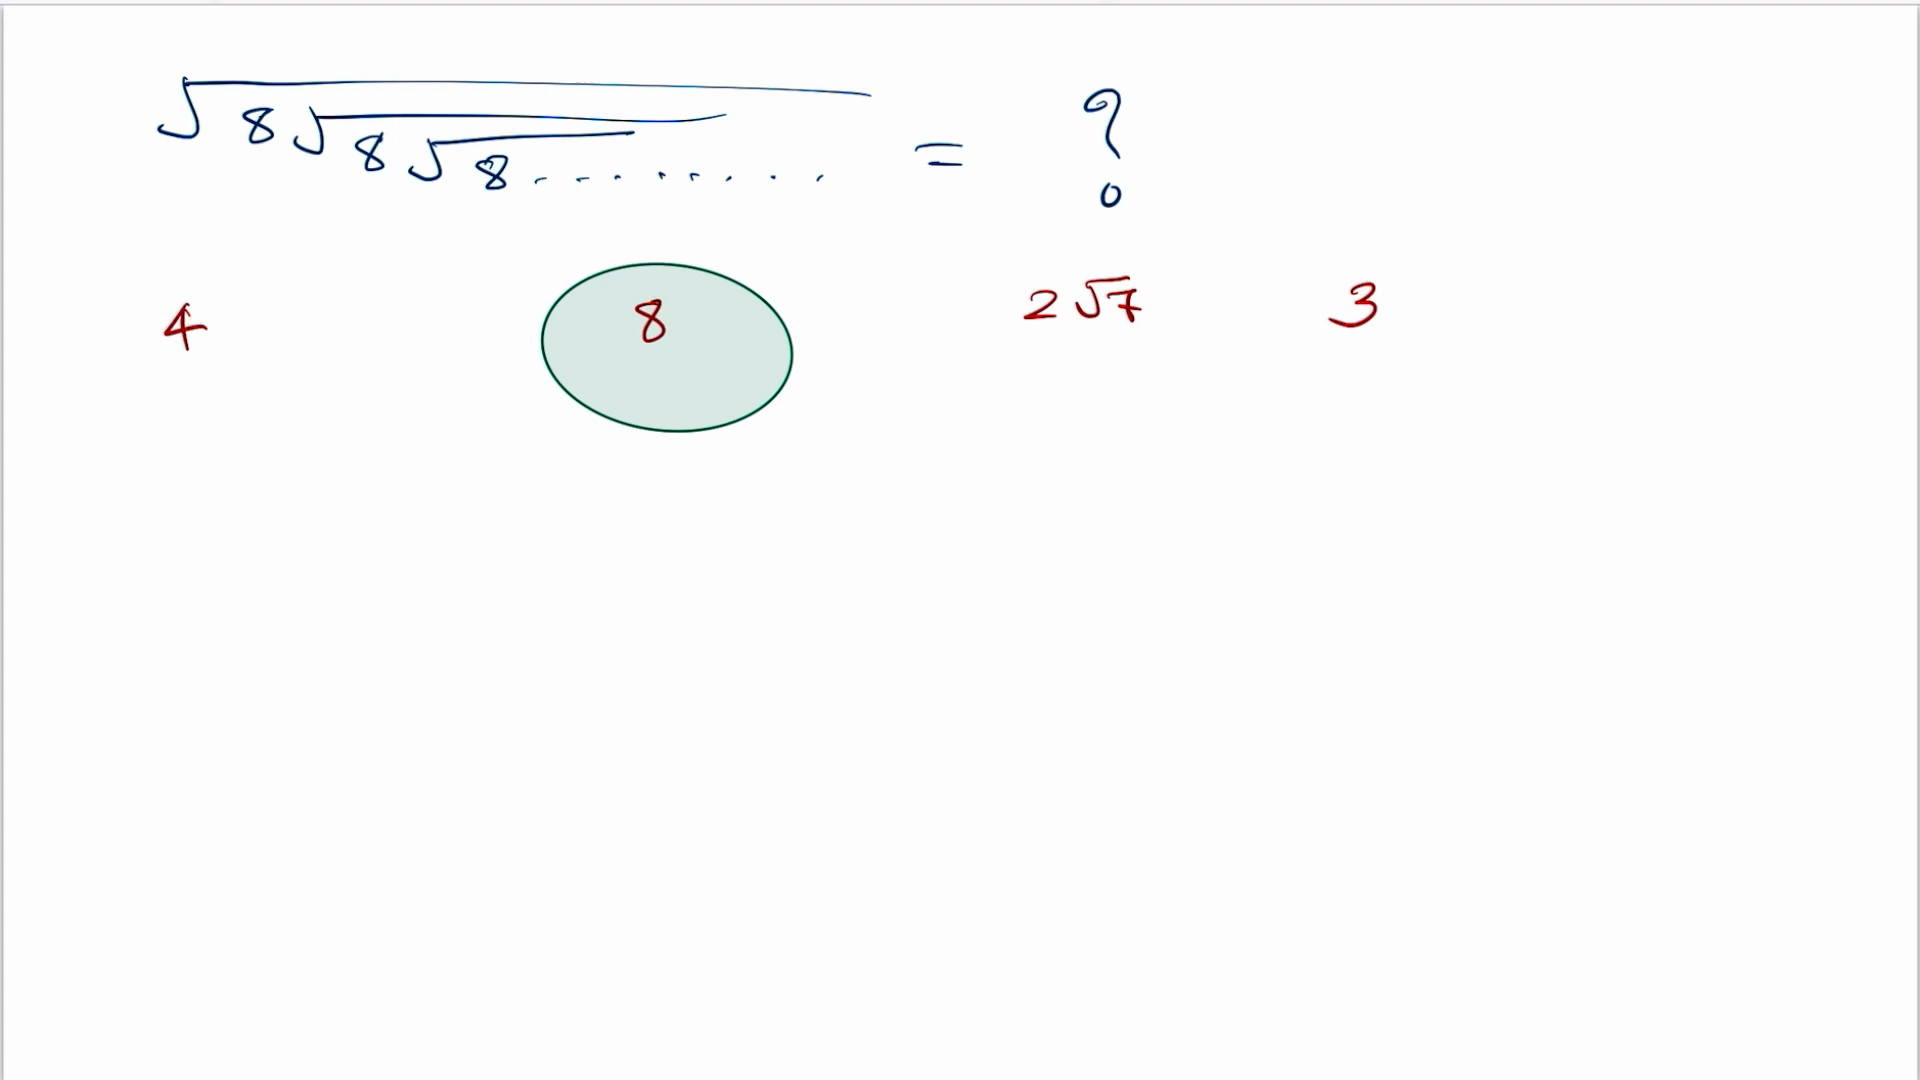 √8√8√8......... = ?
4 8 2√7 3